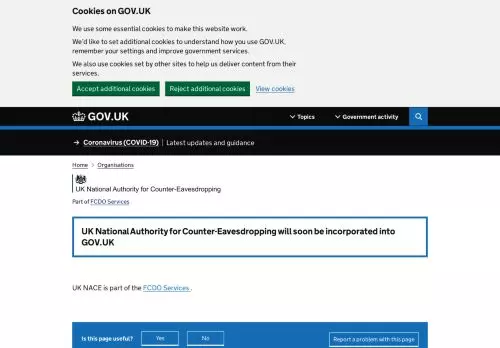 Cookies on GOV.UK
We use some essential cookies to make this website work.
We'd like to set additional cookies to understand how you use GOV.UK,
remember your settings and improve government services.
We also use cookies set by other sites to help us deliver content from their
services.
Accept additional cookies Reject additional cookies View cookies
GOV.UK Topics Government activity
Coronavirus (COVID-19) Latest updates and guidance
Home Organisations
UK National Authority for Counter-Eavesdropping
Part of FCDO Services
UK National Authority for Counter-Eavesdropping will soon be incorporated into
GOV.UK
UK NACE is part of the FCDO Services .
Is this page useful? Yes No Report a problem with this page